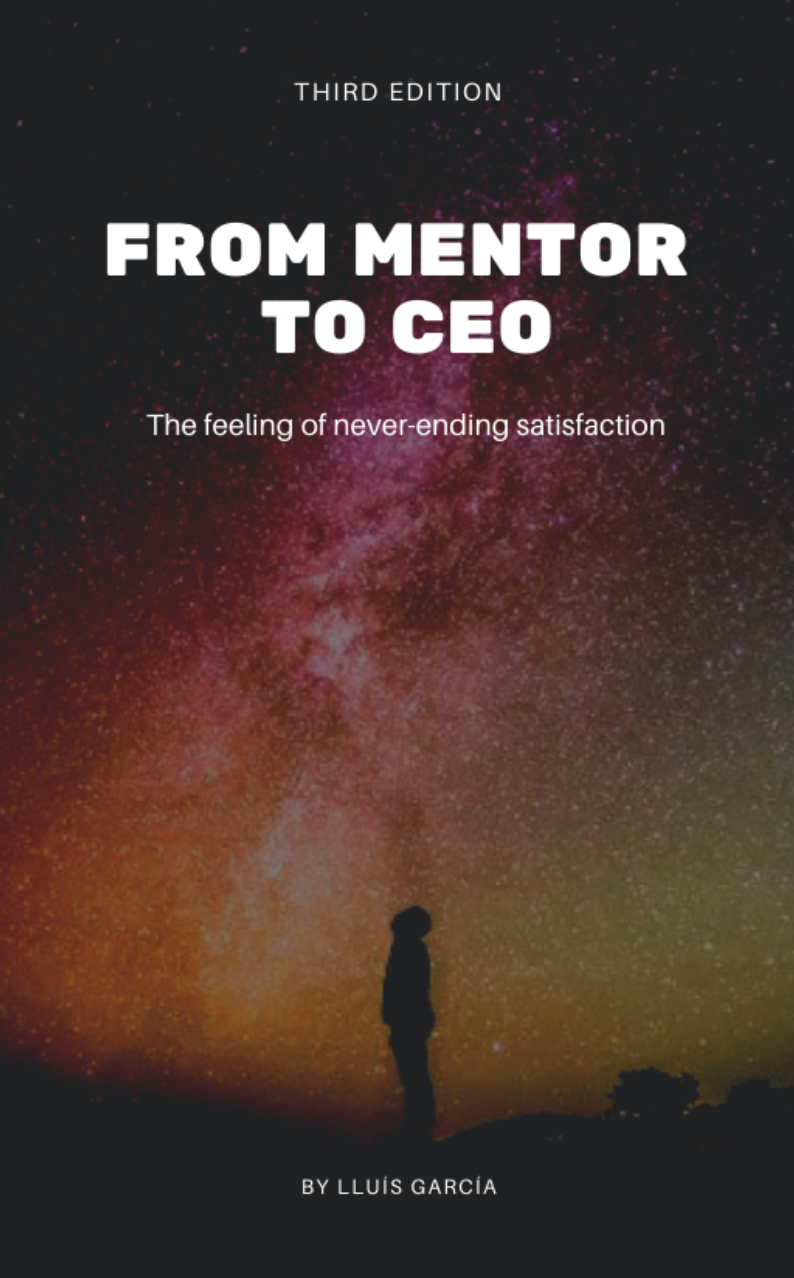 THIRD EDITION
FROM MENTOR
TO CEO
The feeling of never-ending satisfaction
BY LLUÍS GARCÍA